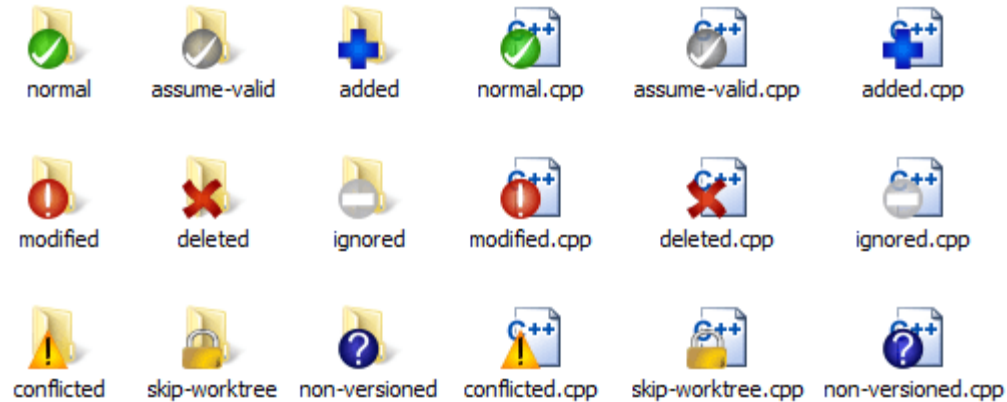 C++ C++ C++
normal assume-valid added normal.cpp assume-valid.cpp added.cpp
C++ C++ C++
modified deleted ignored modified.cpp deleted.cpp ignored.cpp
C++ C++ C++
conflicted skip-worktree non-versioned conflicted.cpp skip-worktree.cpp non-versioned.cpp